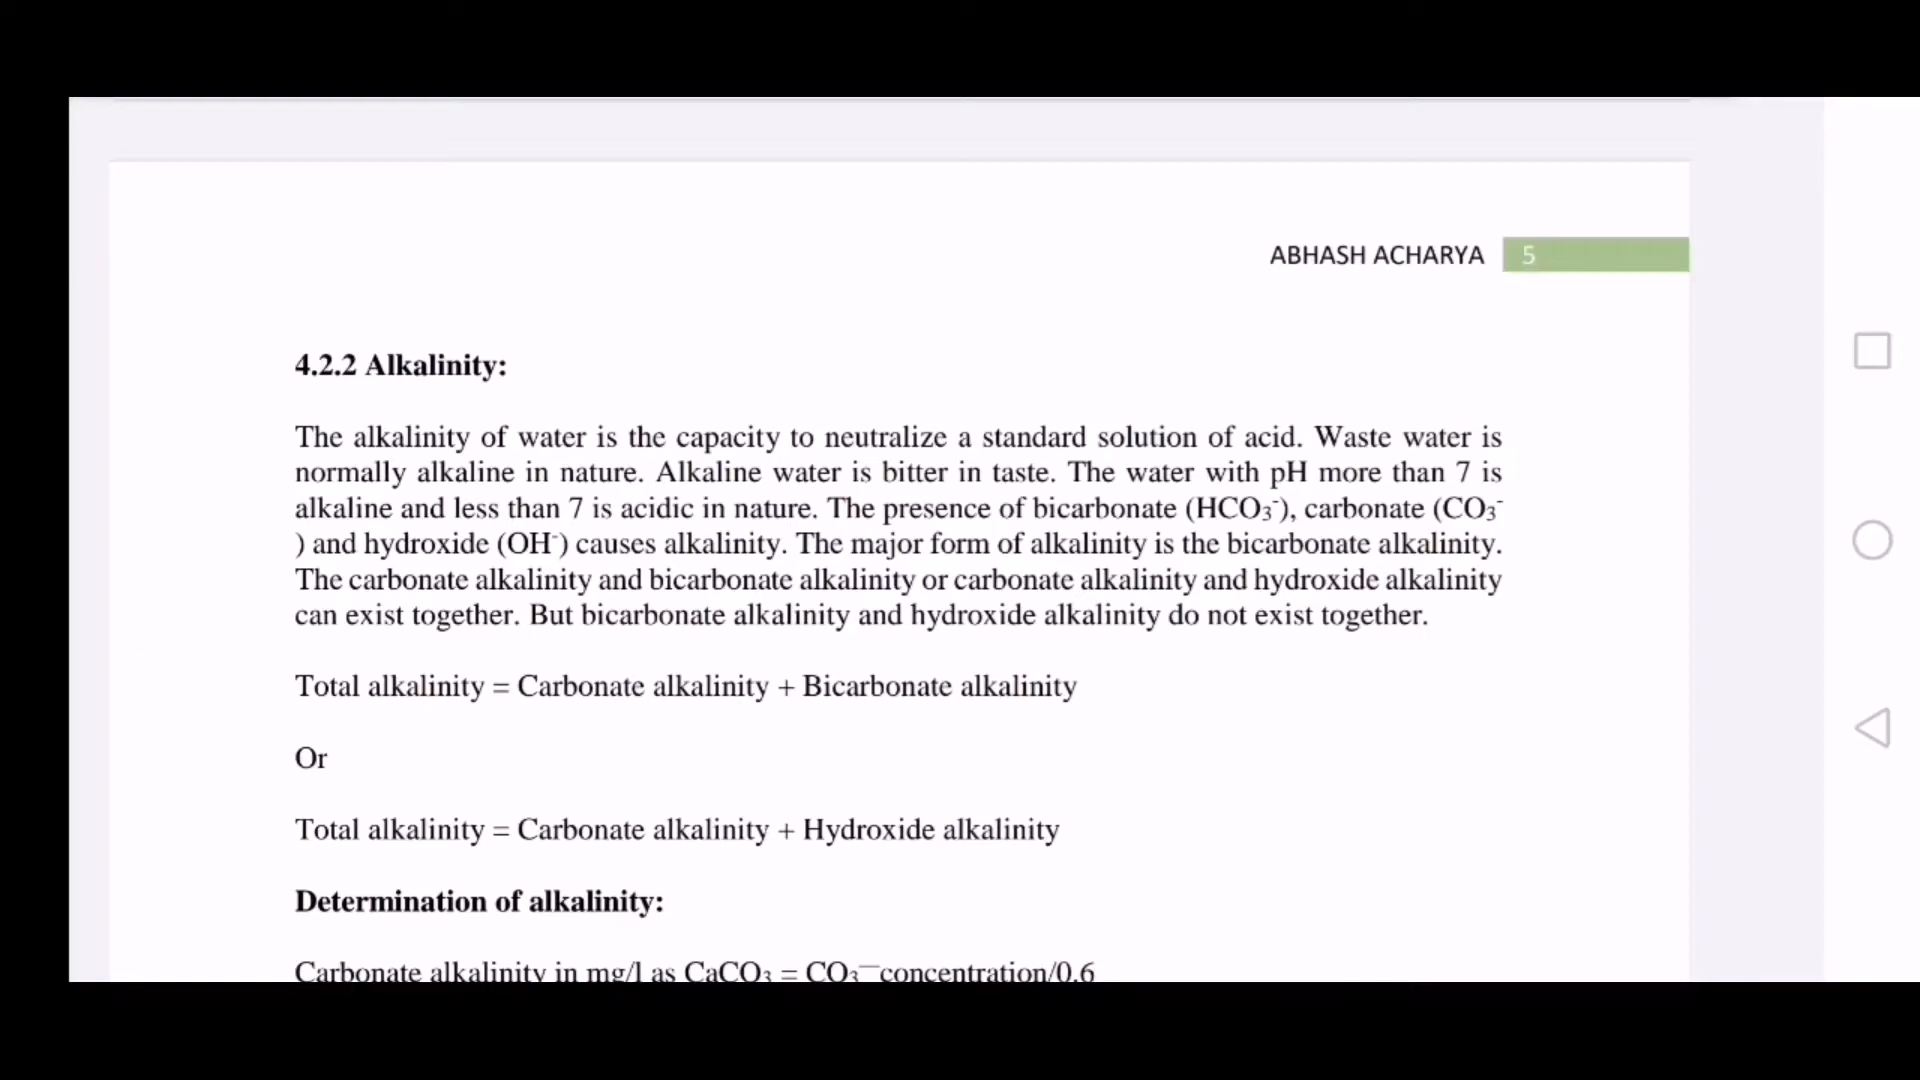 ABHASH ACHARYA 5
4.2.2 Alkalinity:
The alkalinity of water is the capacity to neutralize a standard solution of acid. Waste water is
normally alkaline in nature. Alkaline water is bitter in taste. The water with pH more than 7 is
alkaline and less than 7 is acidic in nature. The presence of bicarbonate (HCO₃⁻), carbonate (CO₃⁻
) and hydroxide (OH⁻) causes alkalinity. The major form of alkalinity is the bicarbonate alkalinity.
The carbonate alkalinity and bicarbonate alkalinity or carbonate alkalinity and hydroxide alkalinity
can exist together. But bicarbonate alkalinity and hydroxide alkalinity do not exist together.
Total alkalinity = Carbonate alkalinity + Bicarbonate alkalinity
Or
Total alkalinity = Carbonate alkalinity + Hydroxide alkalinity
Determination of alkalinity:
Carbonate alkalinity in mg/l as CaCO₃ = CO₃⁻⁻concentration/0.6